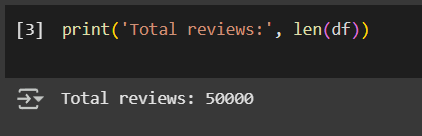 [3] print('Total reviews:', len(df))
Total reviews: 50000